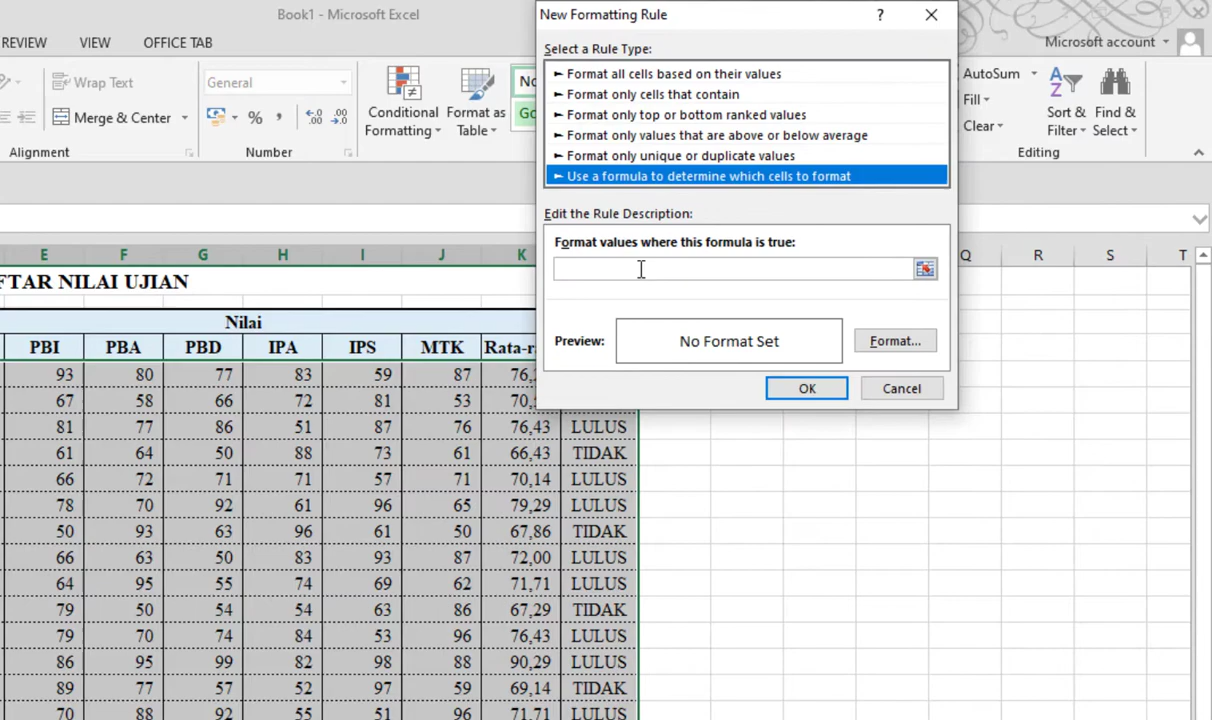 Book1 - Microsoft Excel
New Formatting Rule
?
REVIEW VIEW OFFICE TAB
Microsoft account
Wrap Text
General
Merge & Center
%
,
Conditional
Formatting
Format as
Table
AutoSum
Fill
Clear
Sort &
Filter
Find &
Select
Alignment
Number
Editing
Select a Rule Type:
► Format all cells based on their values
► Format only cells that contain
► Format only top or bottom ranked values
► Format only values that are above or below average
► Format only unique or duplicate values
► Use a formula to determine which cells to format
Edit the Rule Description:
Format values where this formula is true:
Preview:
No Format Set
Format...
OK
Cancel
E F G H I J K Q R S T
FTAR NILAI UJIAN
Nilai
PBI PBA PBD IPA IPS MTK
93 80 77 83 59 87
67 58 66 72 81 53
81 77 86 51 87 76 76,43 LULUS
61 64 50 88 73 61 66,43 TIDAK
66 72 71 71 57 71 70,14 LULUS
78 70 92 61 96 65 79,29 LULUS
50 93 63 96 61 50 67,86 TIDAK
66 63 50 83 93 87 72,00 LULUS
64 95 55 74 69 62 71,71 LULUS
79 50 54 54 63 86 67,29 TIDAK
79 70 74 84 53 96 76,43 LULUS
86 95 99 82 98 88 90,29 LULUS
89 77 57 52 97 59 69,14 TIDAK
70 88 92 55 51 96 71,71 LULUS